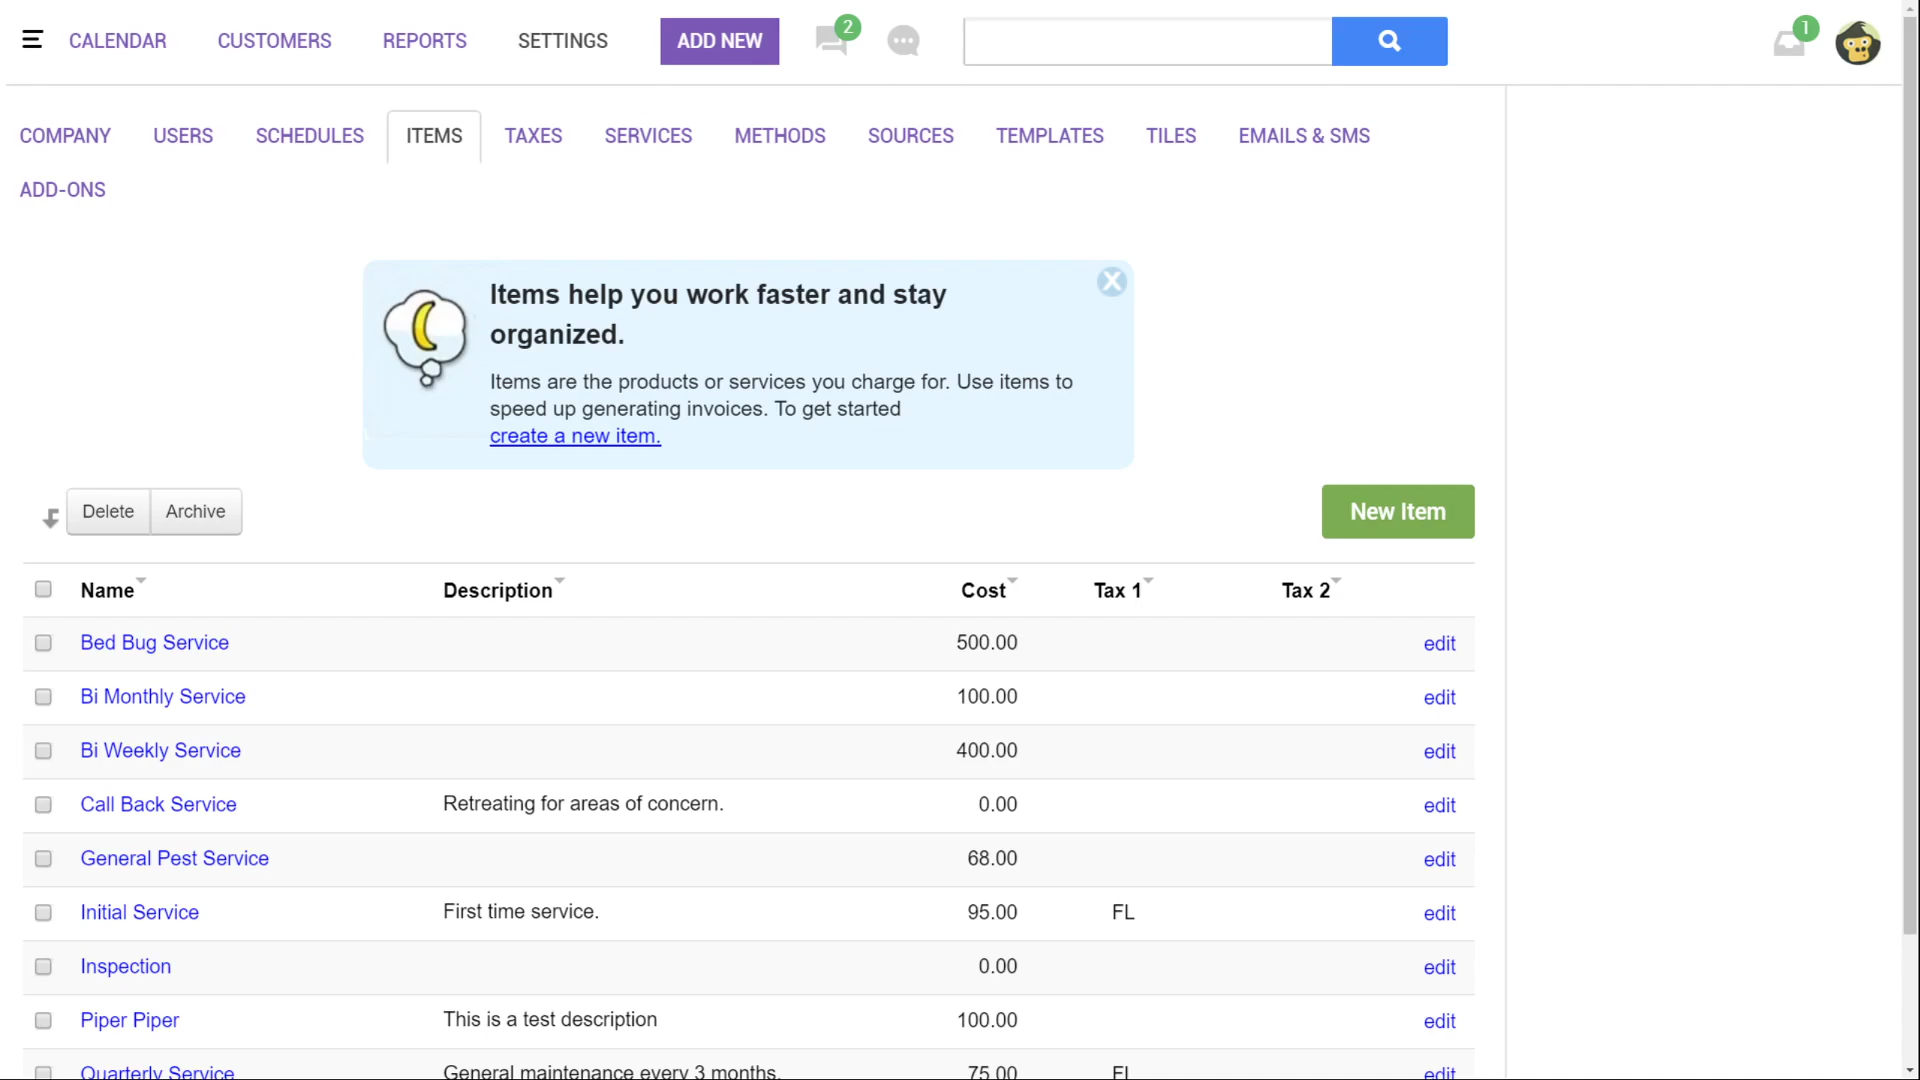 CALENDAR CUSTOMERS REPORTS SETTINGS ADD NEW 2 1
COMPANY USERS SCHEDULES ITEMS TAXES SERVICES METHODS SOURCES TEMPLATES TILES EMAILS & SMS
ADD-ONS
Items help you work faster and stay
organized.
Items are the products or services you charge for. Use items to
speed up generating invoices. To get started
create a new item.
Delete Archive New Item
Name Description Cost Tax 1 Tax 2
Bed Bug Service 500.00 edit
Bi Monthly Service 100.00 edit
Bi Weekly Service 400.00 edit
Call Back Service Retreating for areas of concern. 0.00 edit
General Pest Service 68.00 edit
Initial Service First time service. 95.00 FL edit
Inspection 0.00 edit
Piper Piper This is a test description 100.00 edit
Quarterly Service General maintenance every 3 months. 75.00 FL edit